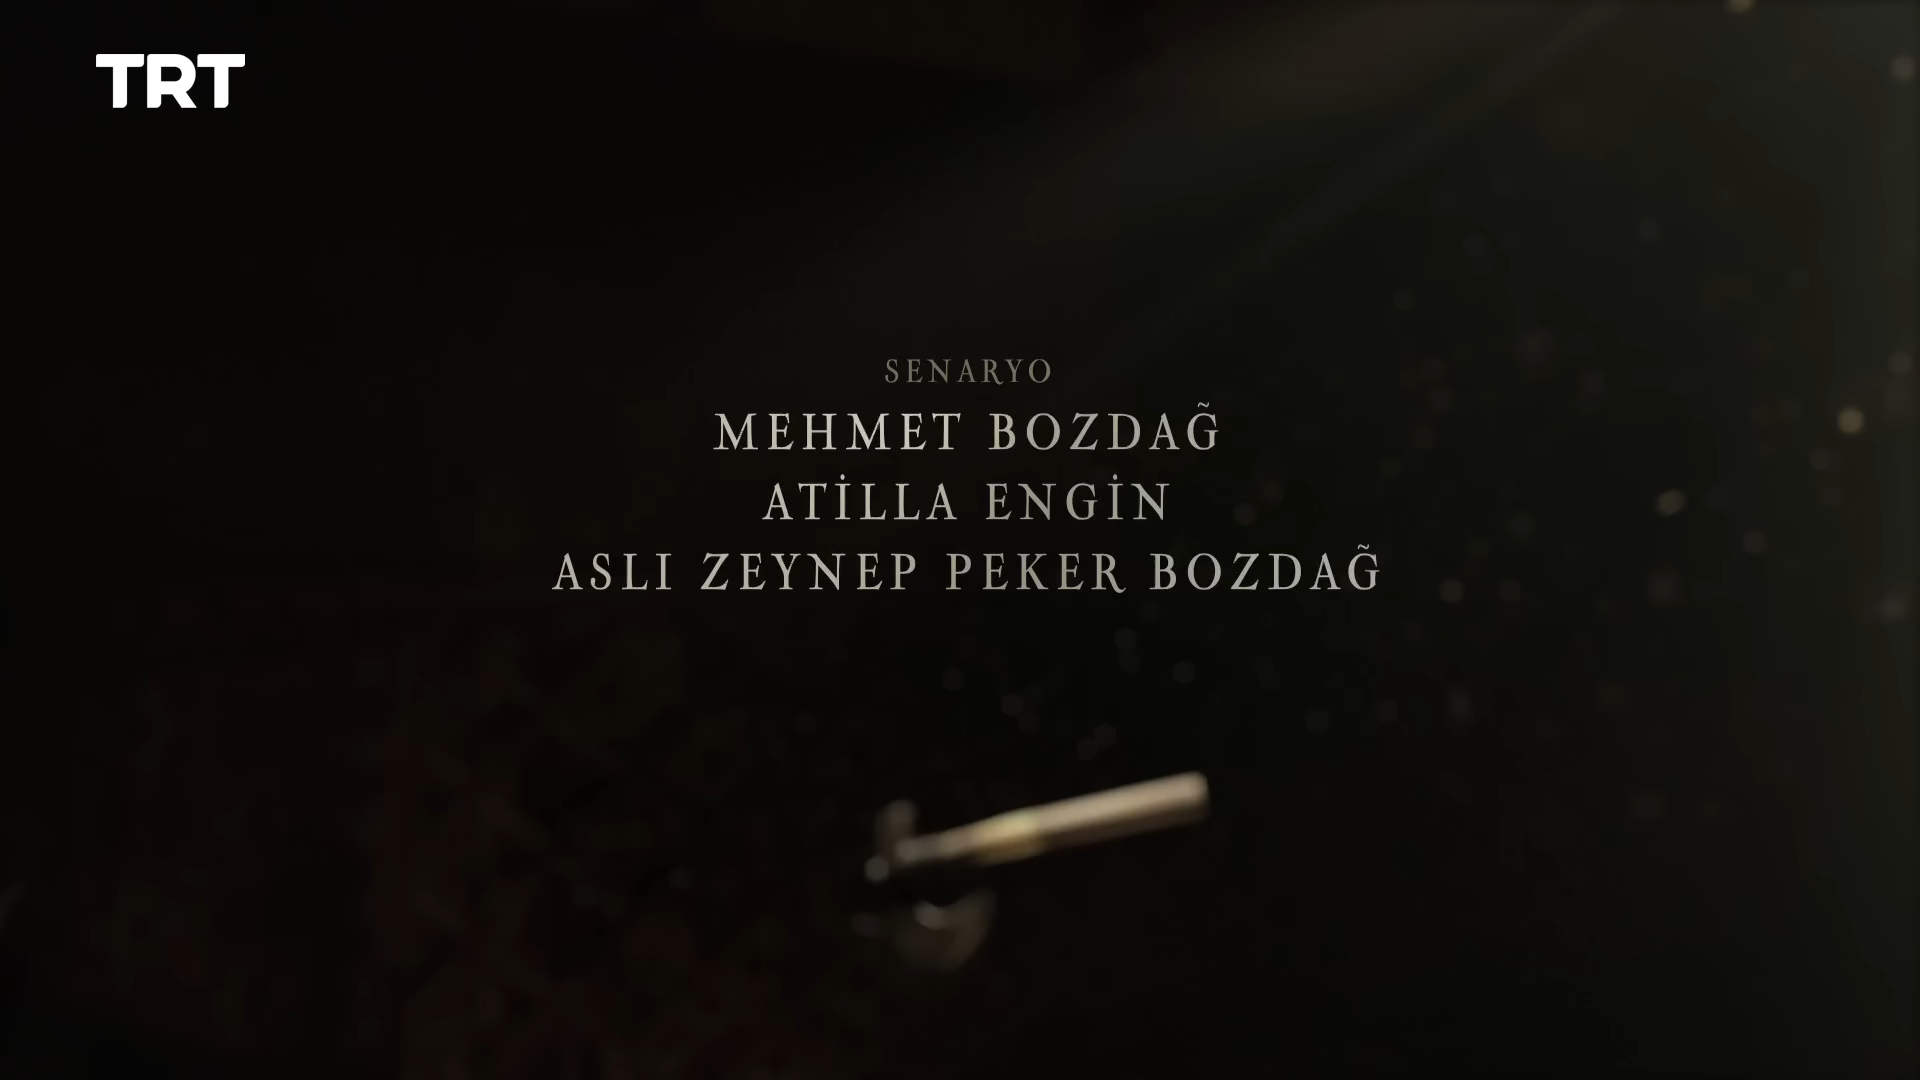 TRT
SENARYO
MEHMET BOZDAĞ
ATİLLA ENGİN
ASLI ZEYNEP PEKER BOZDAĞ